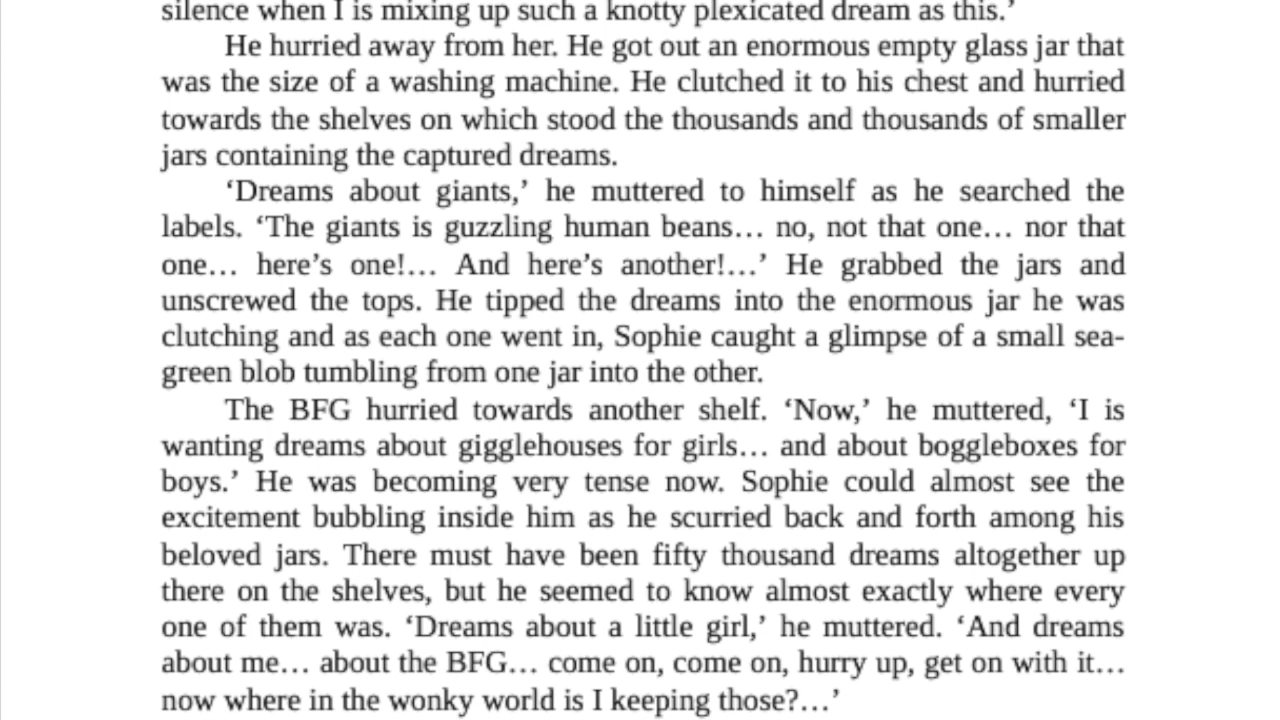 silence when I is mixing up such a knotty plexicated dream as this.’
He hurried away from her. He got out an enormous empty glass jar that
was the size of a washing machine. He clutched it to his chest and hurried
towards the shelves on which stood the thousands and thousands of smaller
jars containing the captured dreams.
‘Dreams about giants,’ he muttered to himself as he searched the
labels. ‘The giants is guzzling human beans… no, not that one… nor that
one… here’s one!… And here’s another!…’ He grabbed the jars and
unscrewed the tops. He tipped the dreams into the enormous jar he was
clutching and as each one went in, Sophie caught a glimpse of a small sea-
green blob tumbling from one jar into the other.
The BFG hurried towards another shelf. ‘Now,’ he muttered, ‘I is
wanting dreams about gigglehouses for girls… and about boggleboxes for
boys.’ He was becoming very tense now. Sophie could almost see the
excitement bubbling inside him as he scurried back and forth among his
beloved jars. There must have been fifty thousand dreams altogether up
there on the shelves, but he seemed to know almost exactly where every
one of them was. ‘Dreams about a little girl,’ he muttered. ‘And dreams
about me… about the BFG… come on, come on, hurry up, get on with it…
now where in the wonky world is I keeping those?…’